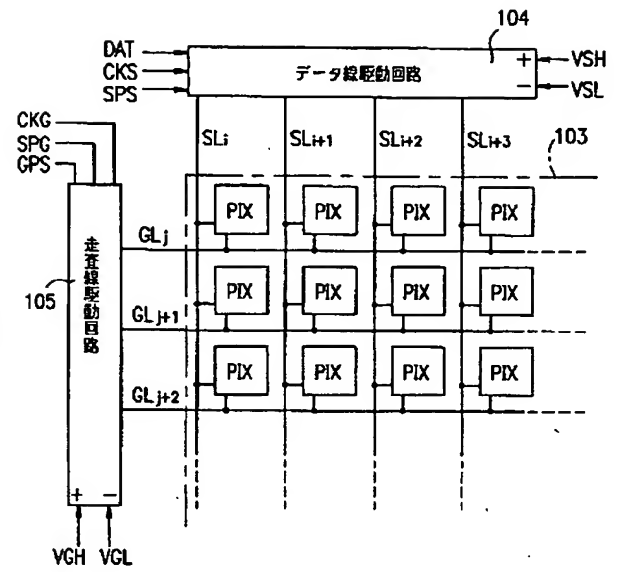 104
DAT
CKS
SPS
データ線駆動回路
+
-
VSH
VSL
CKG
SPG
GPS
SLi
SLi+1
SLi+2
SLi+3
103
PIX
PIX
PIX
PIX
GLj
105
走査線駆動回路
PIX
PIX
PIX
PIX
GLj+1
PIX
PIX
PIX
PIX
GLj+2
+
-
VGH
VGL